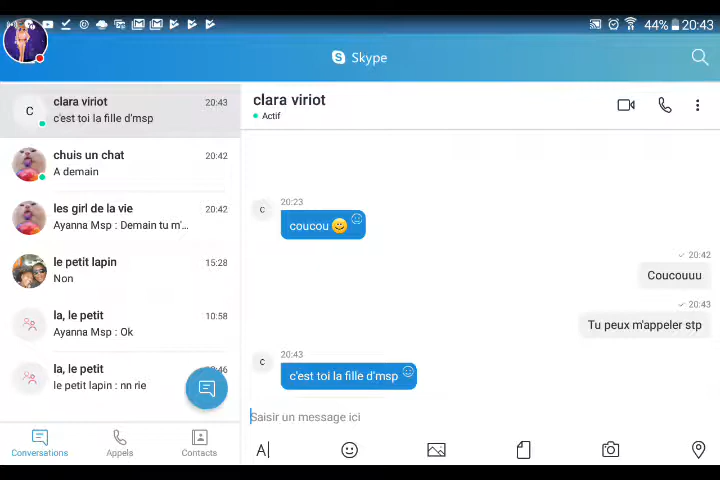 44% 20:43
Skype
clara viriot 20:43
c'est toi la fille d'msp
chuis un chat 20:42
A demain
les girl de la vie 20:42
Ayanna Msp : Demain tu m'...
le petit lapin 15:28
Non
la, le petit 10:58
Ayanna Msp : Ok
la, le petit :46
le petit lapin : nn rie
Conversations Appels Contacts
clara viriot
Actif
20:23
C
coucou
20:42
Coucouuu
20:43
Tu peux m'appeler stp
20:43
C
c'est toi la fille d'msp
Saisir un message ici
A